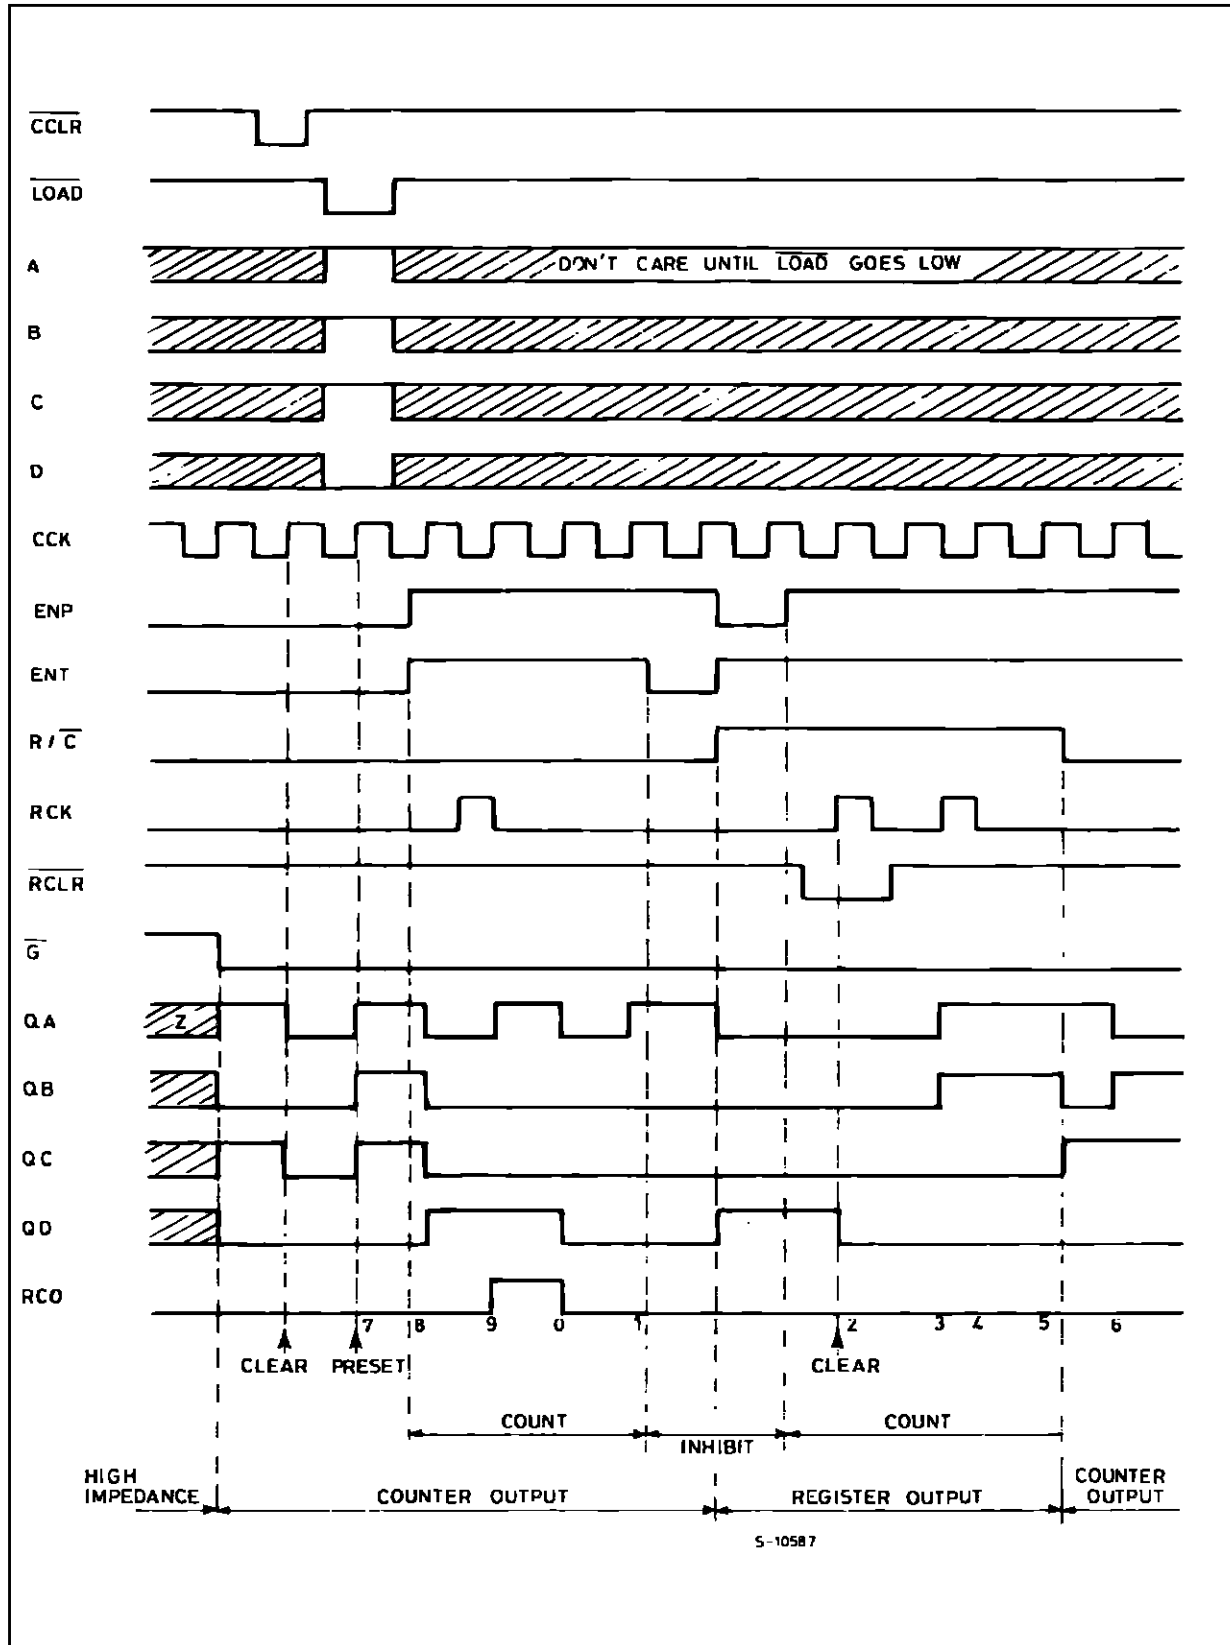 CCLR
LOAD
A
DON'T CARE UNTIL LOAD GOES LOW
B
C
D
CCK
ENP
ENT
R/C
RCK
RCLR
G
QA
Z
QB
QC
QD
RCO
7 8 9 0 1 2 3 4 5 6
CLEAR PRESET CLEAR
COUNT INHIBIT COUNT
HIGH IMPEDANCE COUNTER OUTPUT REGISTER OUTPUT COUNTER OUTPUT
S-10587